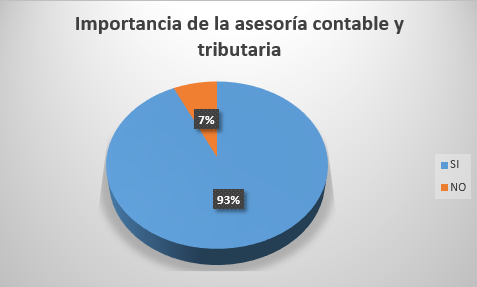 Importancia de la asesoría contable y
tributaria
7%
93%
SI
NO